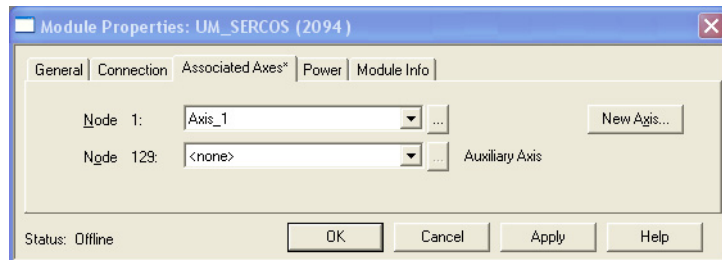 Module Properties: UM_SERCOS (2094)
General Connection Associated Axes* Power Module Info
Node 1: Axis_1 ... New Axis...
Node 129: <none> ... Auxiliary Axis
Status: Offline OK Cancel Apply Help